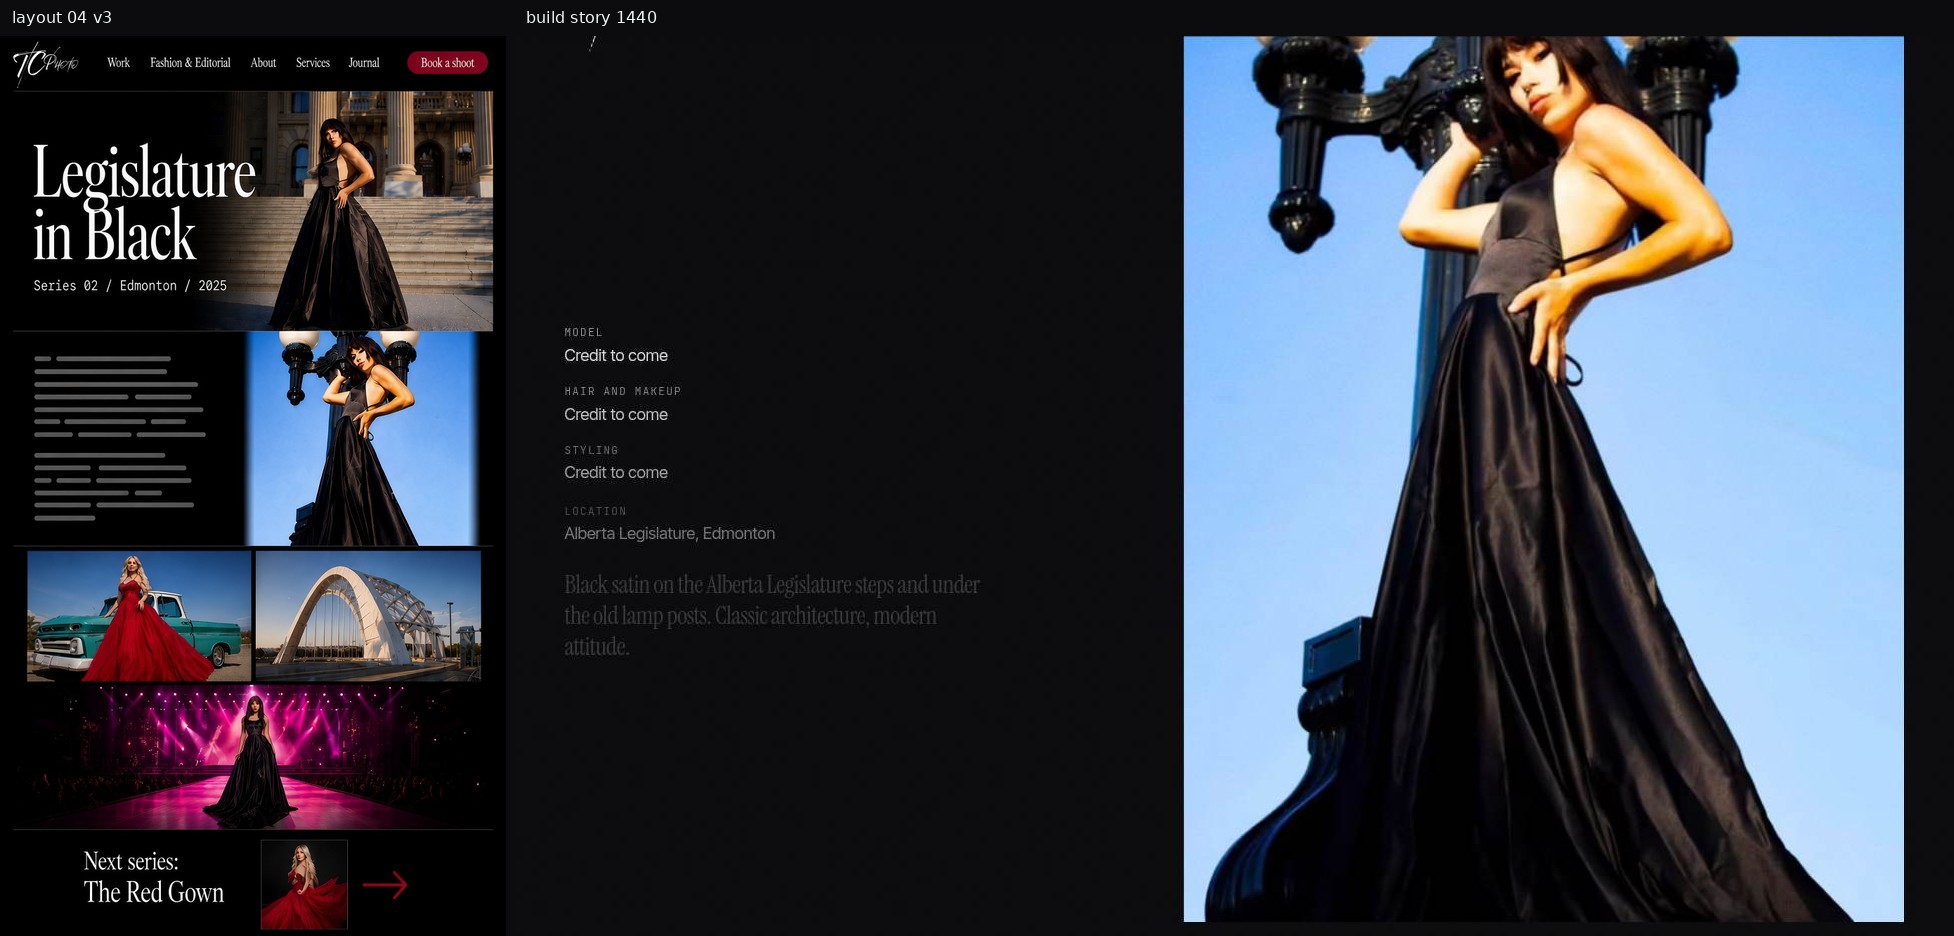 layout 04 v3
build story 1440
TCPhoto
Work
Fashion & Editorial
About
Services
Journal
Book a shoot
Legislature
in Black
Series 02 / Edmonton / 2025
Next series:
The Red Gown
MODEL
Credit to come
HAIR AND MAKEUP
Credit to come
STYLING
Credit to come
LOCATION
Alberta Legislature, Edmonton
Black satin on the Alberta Legislature steps and under
the old lamp posts. Classic architecture, modern
attitude.